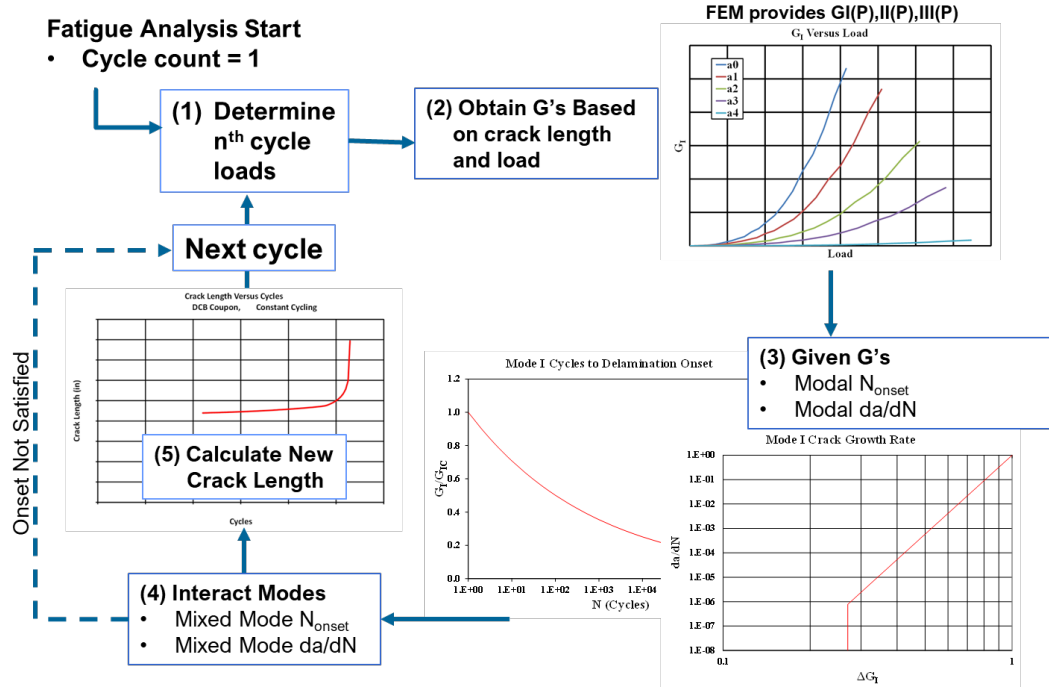 Fatigue Analysis Start
• Cycle count = 1
(1) Determine
nth cycle
loads
(2) Obtain G's Based
on crack length
and load
FEM provides GI(P),II(P),III(P)
GI Versus Load
a0
a1
a2
a3
a4
GI
Load
Next cycle
Onset Not Satisfied
Crack Length Versus Cycles
DCB Coupon, Constant Cycling
Crack Length (in)
(5) Calculate New
Crack Length
Cycles
(3) Given G's
• Modal Nonset
• Modal da/dN
Mode I Cycles to Delamination Onset
1.2
1.0
0.8
0.6
0.4
0.2
0.0
GI/GIC
1.E+00 1.E+01 1.E+02 1.E+03 1.E+04
N (Cycles)
Mode I Crack Growth Rate
1.E+00
1.E-01
1.E-02
1.E-03
1.E-04
1.E-05
1.E-06
1.E-07
1.E-08
da/dN
0.1 1
ΔGI
(4) Interact Modes
• Mixed Mode Nonset
• Mixed Mode da/dN